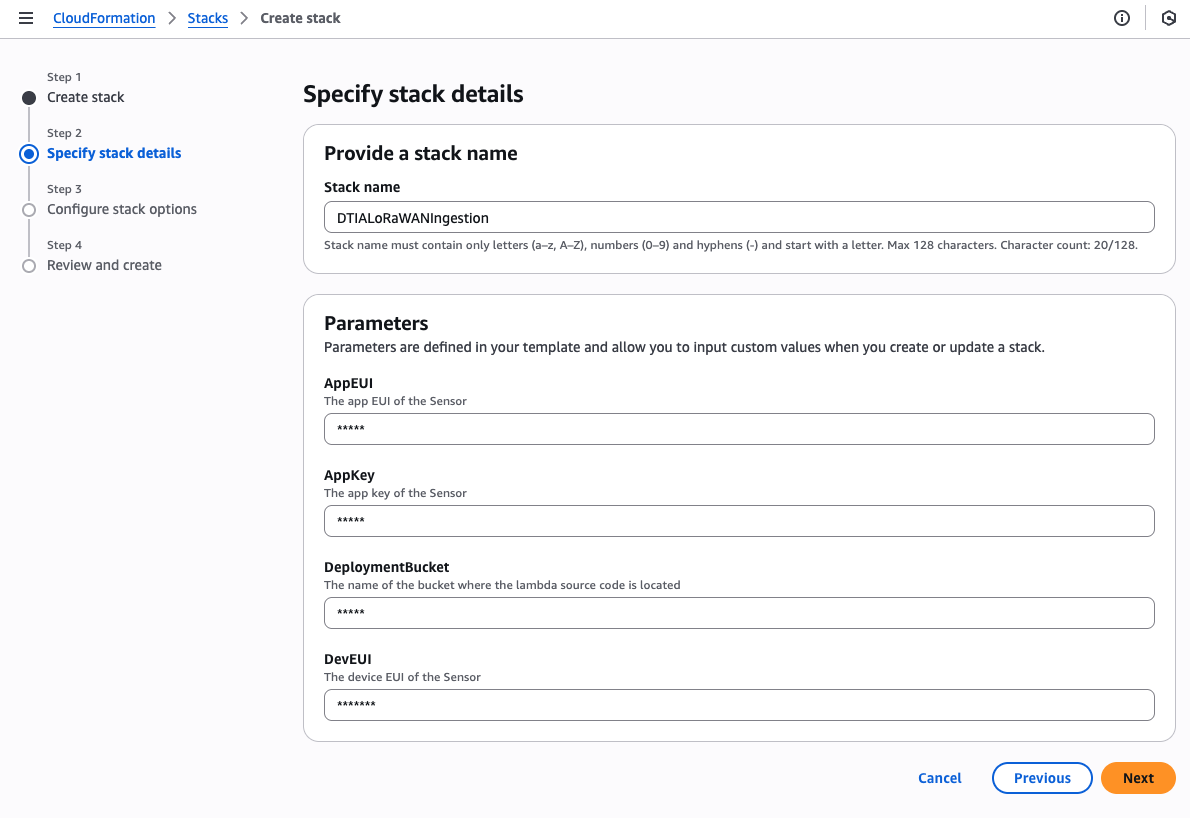 CloudFormation > Stacks > Create stack
Step 1
Create stack
Step 2
Specify stack details
Step 3
Configure stack options
Step 4
Review and create
Specify stack details
Provide a stack name
Stack name
DTIALoRaWANIngestion
Stack name must contain only letters (a–z, A–Z), numbers (0–9) and hyphens (-) and start with a letter. Max 128 characters. Character count: 20/128.
Parameters
Parameters are defined in your template and allow you to input custom values when you create or update a stack.
AppEUI
The app EUI of the Sensor
*****
AppKey
The app key of the Sensor
*****
DeploymentBucket
The name of the bucket where the lambda source code is located
*****
DevEUI
The device EUI of the Sensor
*******
Cancel
Previous
Next